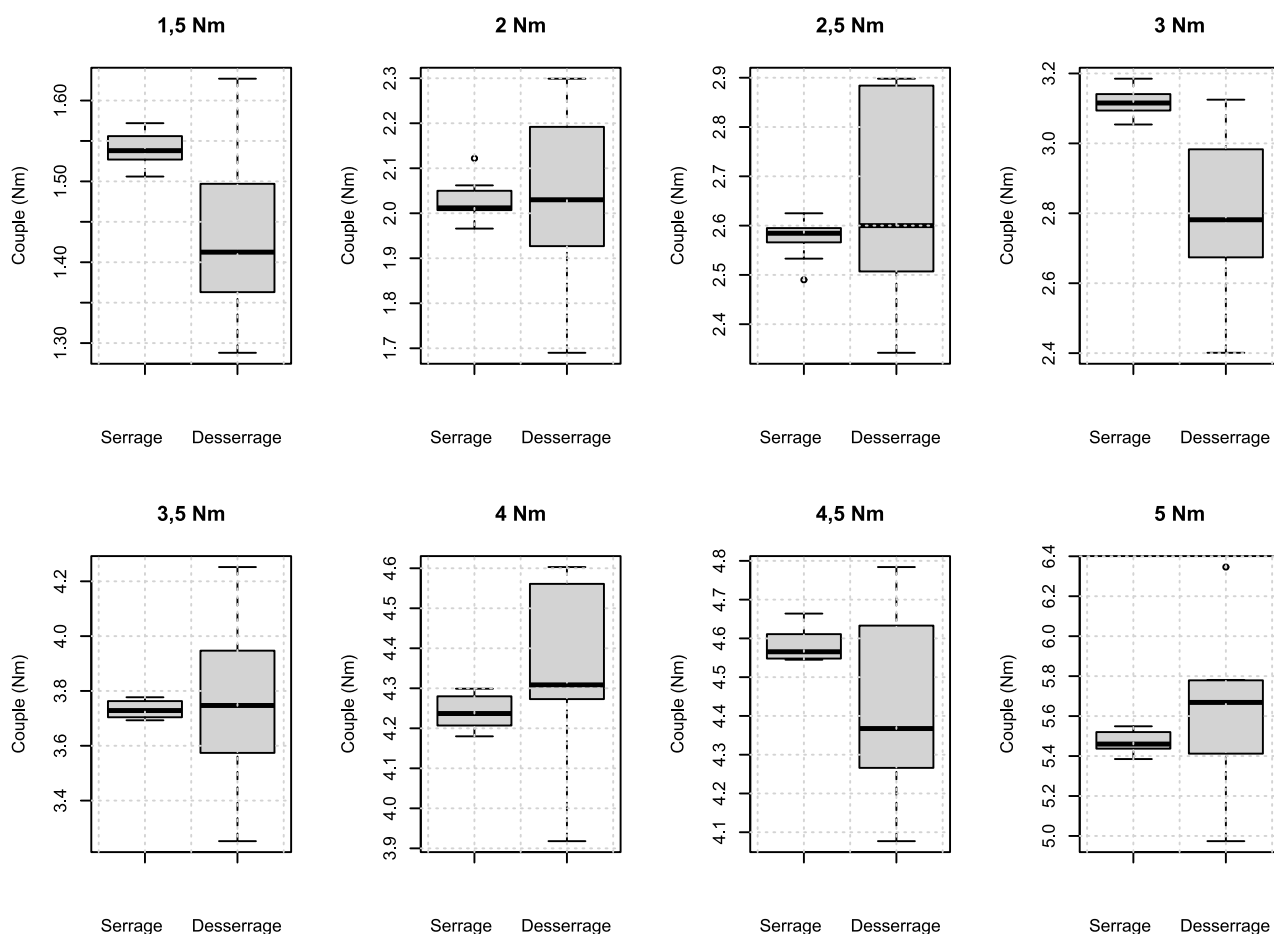 1,5 Nm
Couple (Nm)
1.60
1.50
1.40
1.30
Serrage Desserrage
2 Nm
Couple (Nm)
2.3
2.2
2.1
2.0
1.9
1.8
1.7
Serrage Desserrage
2,5 Nm
Couple (Nm)
2.9
2.8
2.7
2.6
2.5
2.4
Serrage Desserrage
3 Nm
Couple (Nm)
3.2
3.0
2.8
2.6
2.4
Serrage Desserrage
3,5 Nm
Couple (Nm)
4.2
4.0
3.8
3.6
3.4
Serrage Desserrage
4 Nm
Couple (Nm)
4.6
4.5
4.4
4.3
4.2
4.1
4.0
3.9
Serrage Desserrage
4,5 Nm
Couple (Nm)
4.8
4.7
4.6
4.5
4.4
4.3
4.2
4.1
Serrage Desserrage
5 Nm
Couple (Nm)
6.4
6.2
6.0
5.8
5.6
5.4
5.2
5.0
Serrage Desserrage